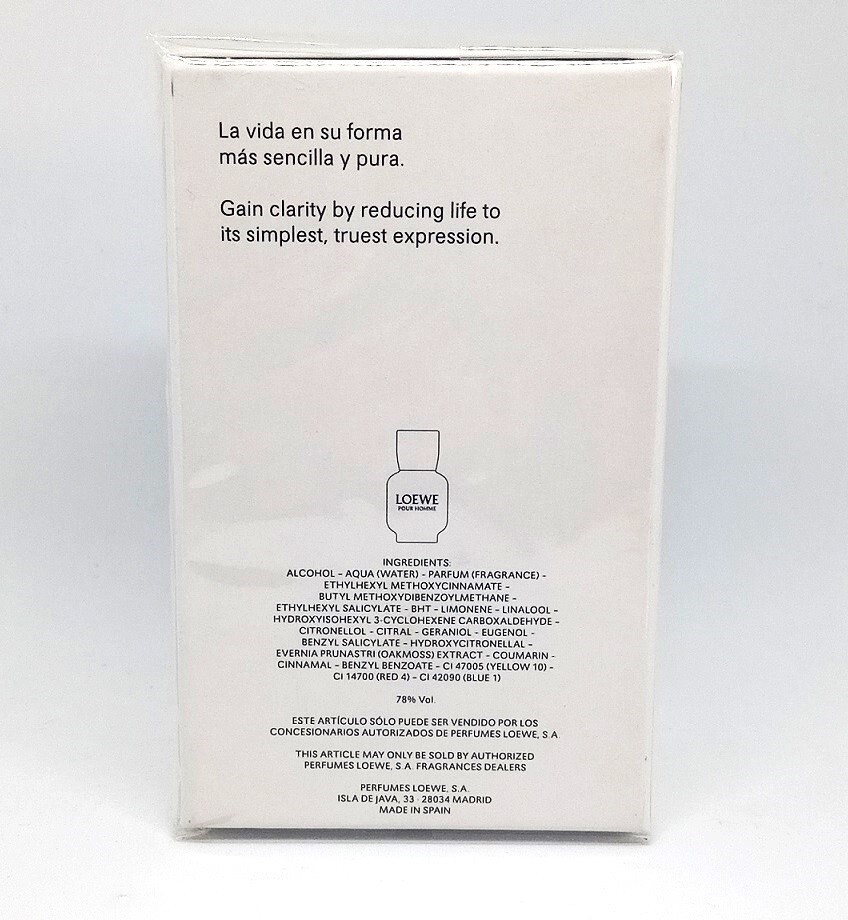 La vida en su forma
más sencilla y pura.
Gain clarity by reducing life to
its simplest, truest expression.
LOEWE
POUR HOMME
INGREDIENTS:
ALCOHOL - AQUA (WATER) - PARFUM (FRAGRANCE) -
ETHYLHEXYL METHOXYCINNAMATE -
BUTYL METHOXYDIBENZOYLMETHANE -
ETHYLHEXYL SALICYLATE - BHT - LIMONENE - LINALOOL -
HYDROXYISOHEXYL 3-CYCLOHEXENE CARBOXALDEHYDE -
CITRONELLOL - CITRAL - GERANIOL - EUGENOL -
BENZYL SALICYLATE - HYDROXYCITRONELLAL -
EVERNIA PRUNASTRI (OAKMOSS) EXTRACT - COUMARIN -
CINNAMAL - BENZYL BENZOATE - CI 47005 (YELLOW 10) -
CI 14700 (RED 4) - CI 42090 (BLUE 1)
78% Vol.
ESTE ARTÍCULO SÓLO PUEDE SER VENDIDO POR LOS
CONCESIONARIOS AUTORIZADOS DE PERFUMES LOEWE, S.A.
THIS ARTICLE MAY ONLY BE SOLD BY AUTHORIZED
PERFUMES LOEWE, S.A. FRAGRANCES DEALERS
PERFUMES LOEWE, S.A.
ISLA DE JAVA, 33 - 28034 MADRID
MADE IN SPAIN